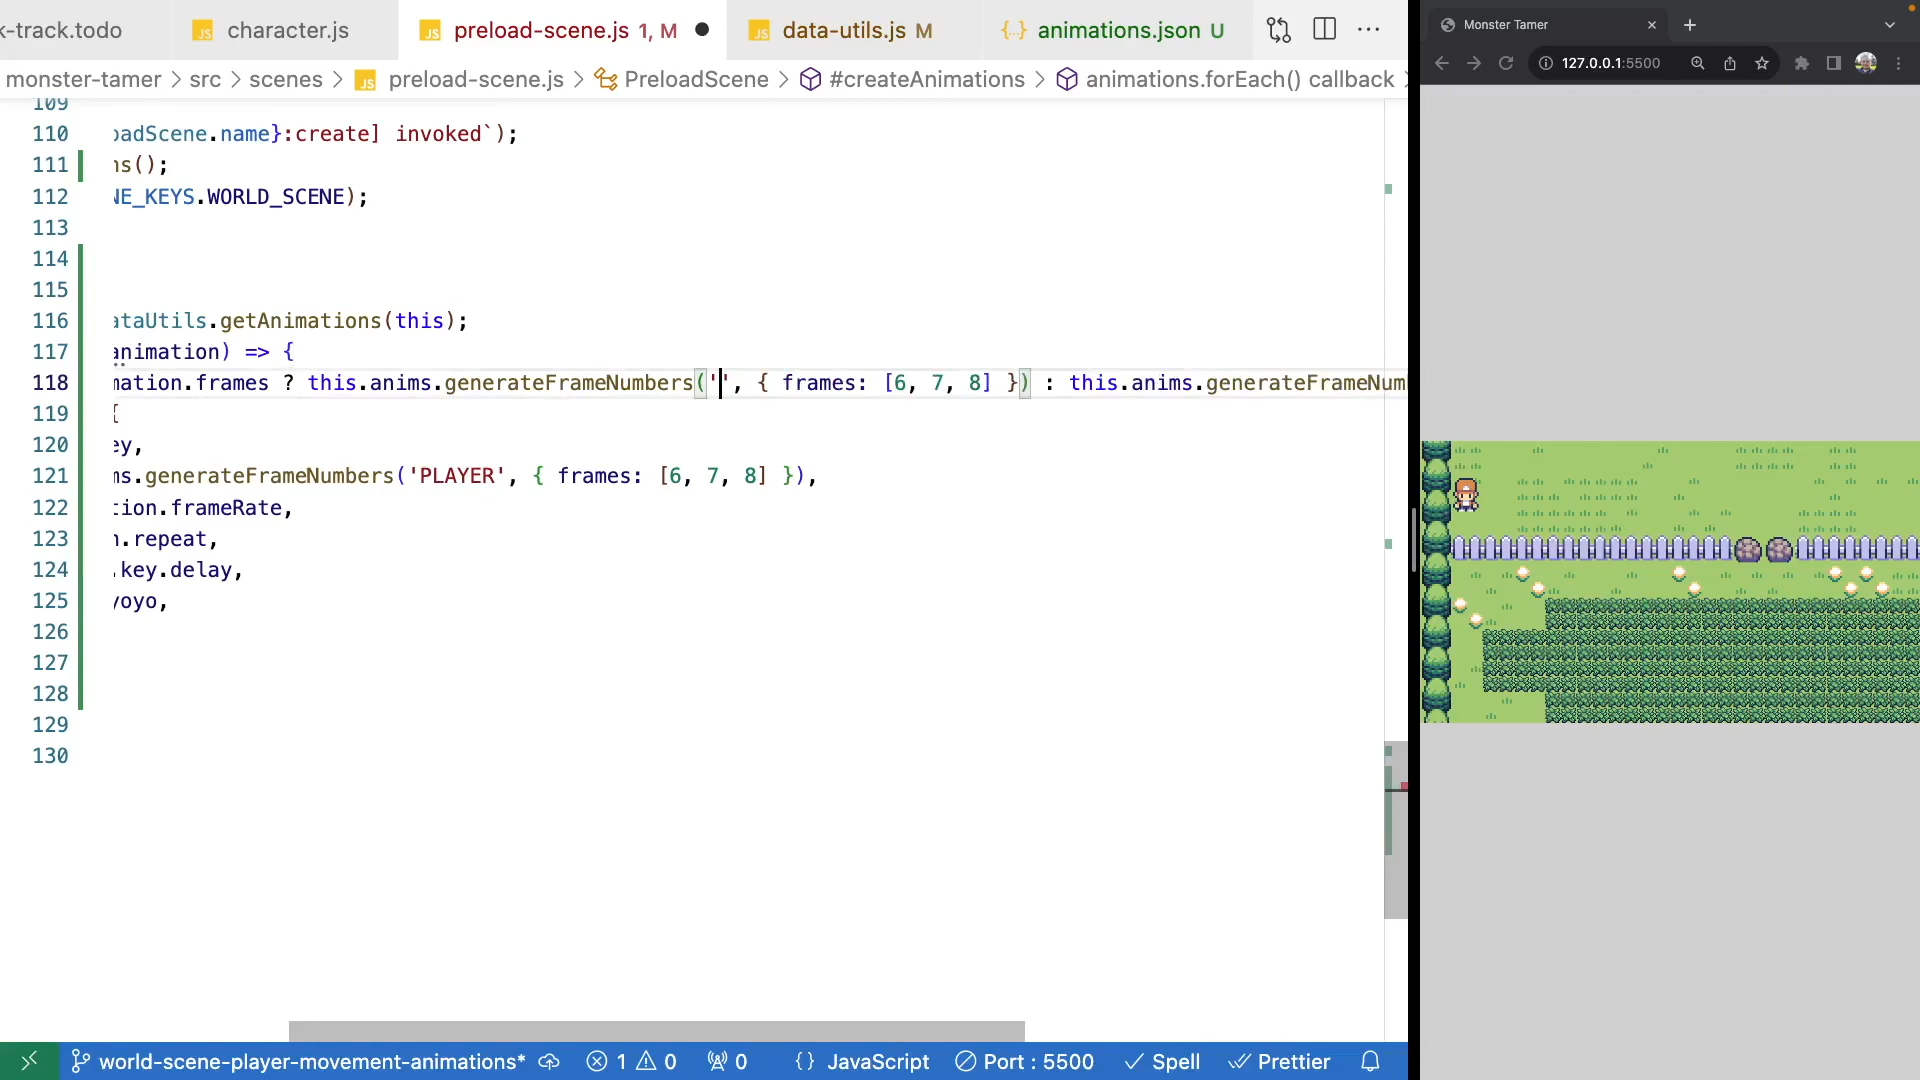 k-track.todo
character.js
preload-scene.js 1, M
data-utils.js M
animations.json U
Monster Tamer
127.0.0.1:5500
monster-tamer > src > scenes > preload-scene.js > PreloadScene > #createAnimations > animations.forEach() callback
109
110 oadScene.name}:create] invoked`);
111 ns();
112 NE_KEYS.WORLD_SCENE);
113
114
115
116 ataUtils.getAnimations(this);
117 animation) => {
118 mation.frames ? this.anims.generateFrameNumbers('', { frames: [6, 7, 8] }) : this.anims.generateFrameNum
119 {
120 ey,
121 ms.generateFrameNumbers('PLAYER', { frames: [6, 7, 8] }),
122 tion.frameRate,
123 n.repeat,
124 .key.delay,
125 yoyo,
126
127
128
129
130
world-scene-player-movement-animations* 1 0 0 {} JavaScript Port : 5500 Spell Prettier